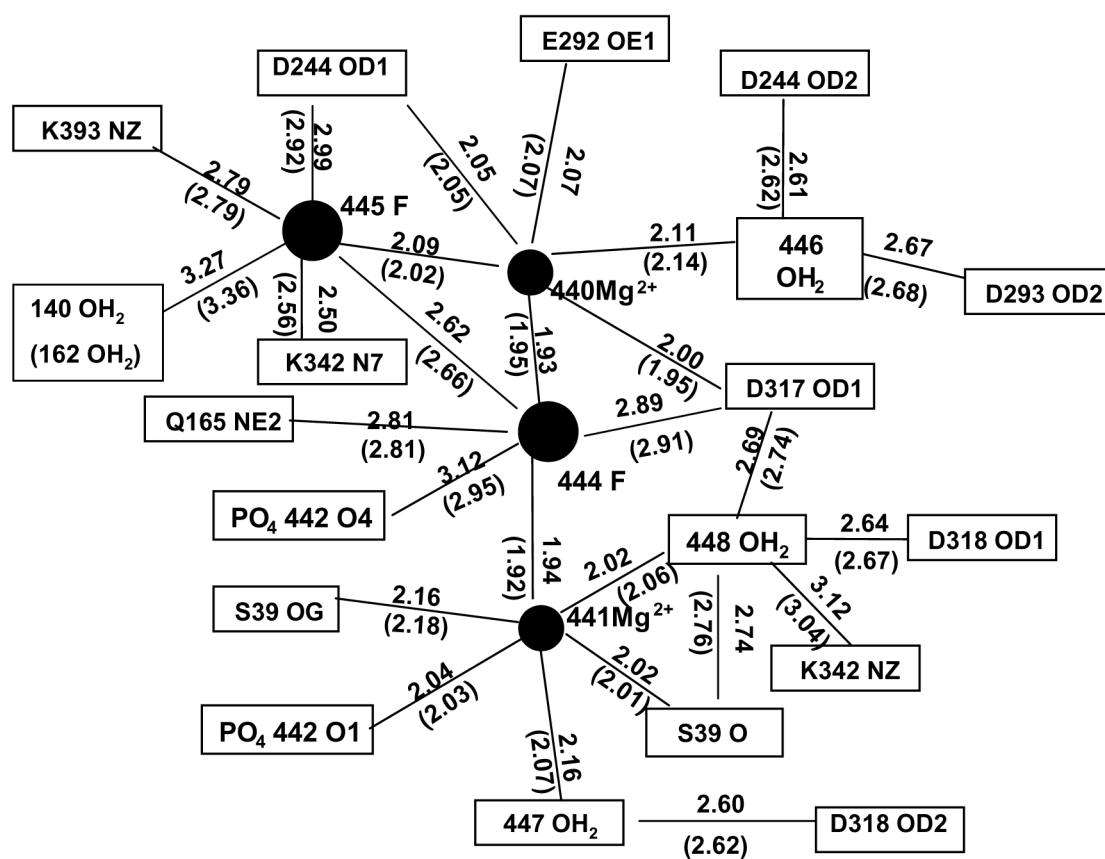 E292 OE1
D244 OD1
D244 OD2
K393 NZ
2.99
(2.92)
2.05
(2.05)
2.07
(2.07)
2.61
(2.62)
2.79
(2.79)
445 F
2.09
(2.02)
2.11
(2.14)
446
OH₂
2.67
(2.68)
D293 OD2
3.27
(3.36)
440Mg²⁺
140 OH₂
(162 OH₂)
2.50
(2.56)
2.62
(2.66)
1.93
(1.95)
2.00
(1.95)
K342 N7
D317 OD1
Q165 NE2
2.81
(2.81)
2.89
(2.91)
3.12
(2.95)
444 F
2.69
(2.74)
PO₄ 442 O4
1.94
(1.92)
448 OH₂
2.64
(2.67)
D318 OD1
2.02
(2.06)
S39 OG
2.16
(2.18)
441Mg²⁺
2.74
(2.76)
3.12
(3.04)
K342 NZ
2.04
(2.03)
2.02
(2.01)
PO₄ 442 O1
S39 O
2.16
(2.07)
447 OH₂
2.60
(2.62)
D318 OD2